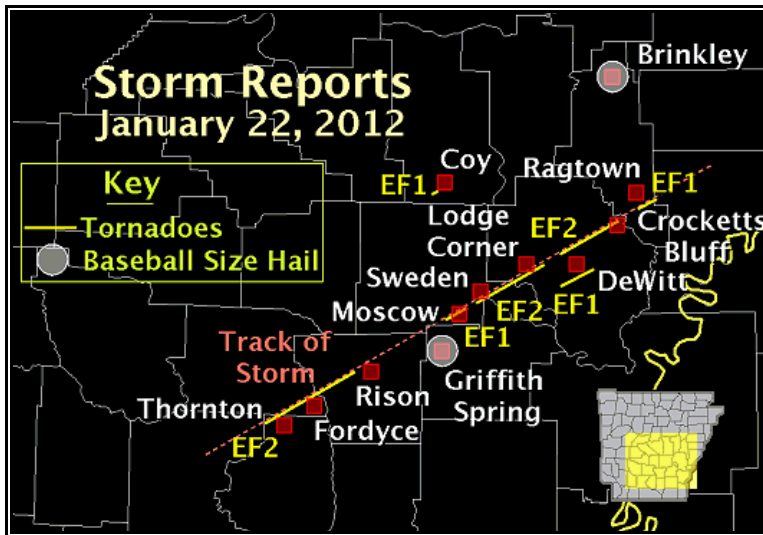 Storm Reports
January 22, 2012
Key
Tornadoes
Baseball Size Hail
Brinkley
Coy
EF1
Ragtown
EF1
Lodge
Corner
EF2
Crocketts
Bluff
Sweden
DeWitt
EF1
EF2
Moscow
EF1
Track of
Storm
Griffith
Spring
Rison
Thornton
Fordyce
EF2